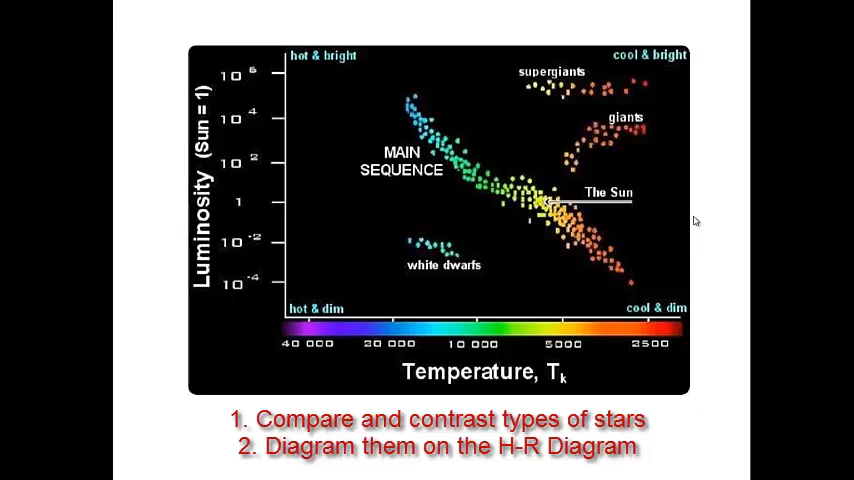 hot & bright
cool & bright
supergiants
giants
MAIN
SEQUENCE
The Sun
white dwarfs
hot & dim
cool & dim
Luminosity (Sun = 1)
10 6
10 4
10 2
1
10 -2
10 -4
40 000
20 000
10 000
5000
2500
Temperature, Tk
1. Compare and contrast types of stars
2. Diagram them on the H-R Diagram